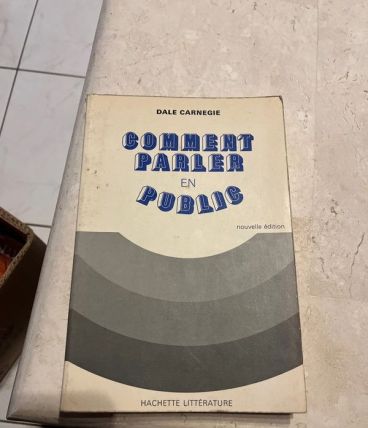 DALE CARNEGIE
COMMENT
PARLER
EN
PUBLIC
nouvelle édition
HACHETTE LITTÉRATURE